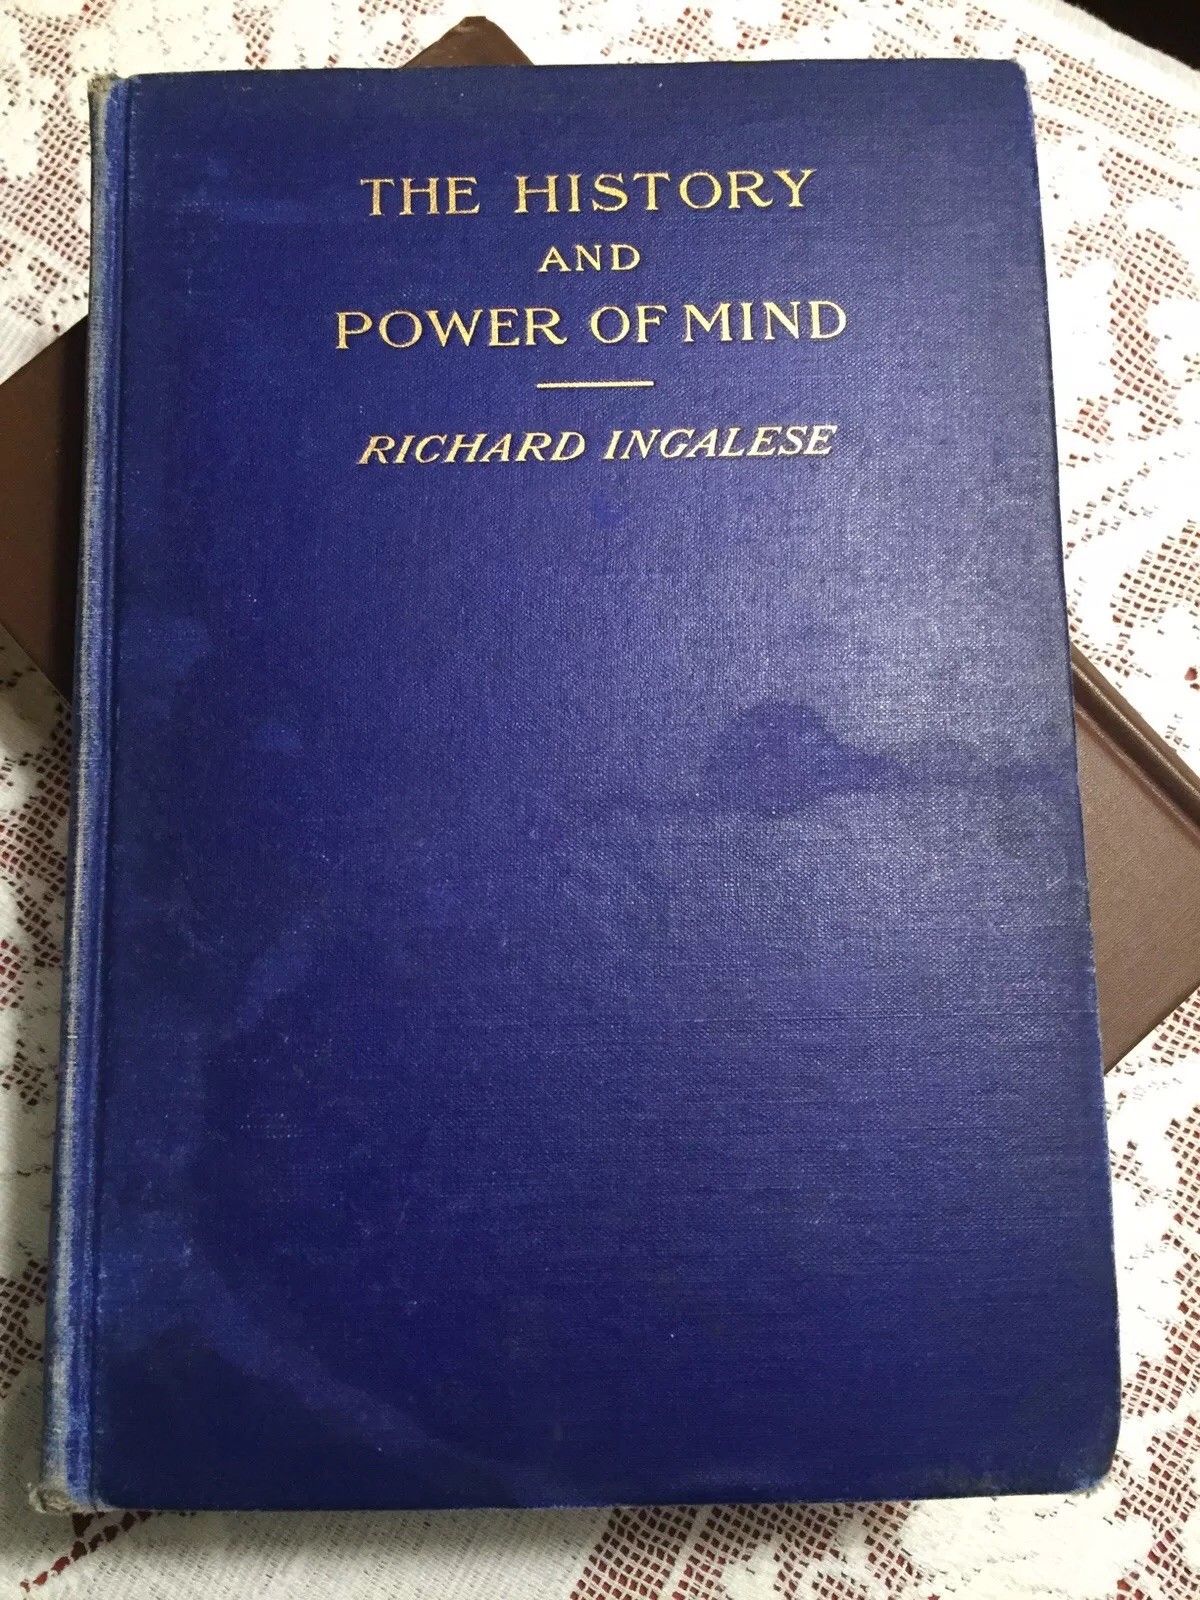 THE HISTORY
AND
POWER OF MIND
RICHARD INGALESE